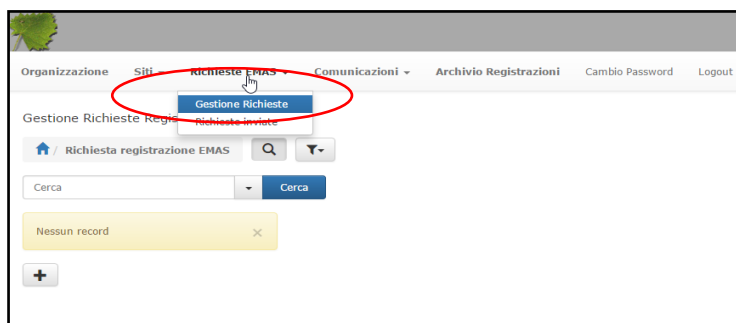 Organizzazione Siti Richieste EMAS Comunicazioni Archivio Registrazioni Cambio Password Logout
Gestione Richieste
Richieste inviate
Gestione Richieste Regis
/ Richiesta registrazione EMAS
Cerca Cerca
Nessun record ×